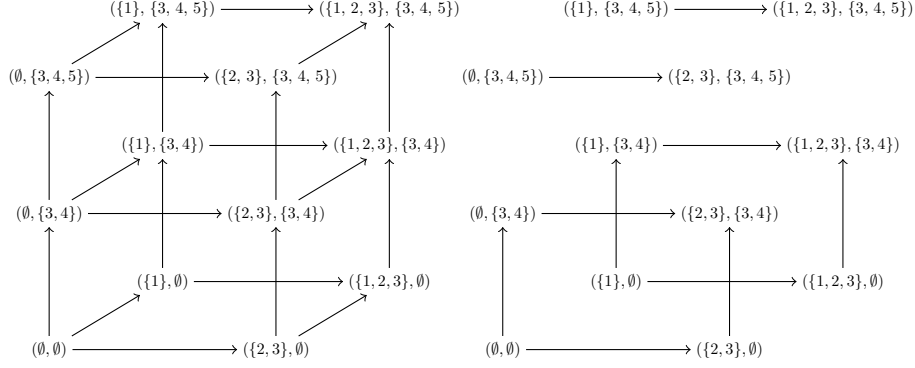 ({1}, {3, 4, 5}) ({1, 2, 3}, {3, 4, 5}) ({1}, {3, 4, 5}) ({1, 2, 3}, {3, 4, 5})
(∅, {3, 4, 5}) ({2, 3}, {3, 4, 5}) (∅, {3, 4, 5}) ({2, 3}, {3, 4, 5})
({1}, {3, 4}) ({1, 2, 3}, {3, 4}) ({1}, {3, 4}) ({1, 2, 3}, {3, 4})
(∅, {3, 4}) ({2, 3}, {3, 4}) (∅, {3, 4}) ({2, 3}, {3, 4})
({1}, ∅) ({1, 2, 3}, ∅) ({1}, ∅) ({1, 2, 3}, ∅)
(∅, ∅) ({2, 3}, ∅) (∅, ∅) ({2, 3}, ∅)